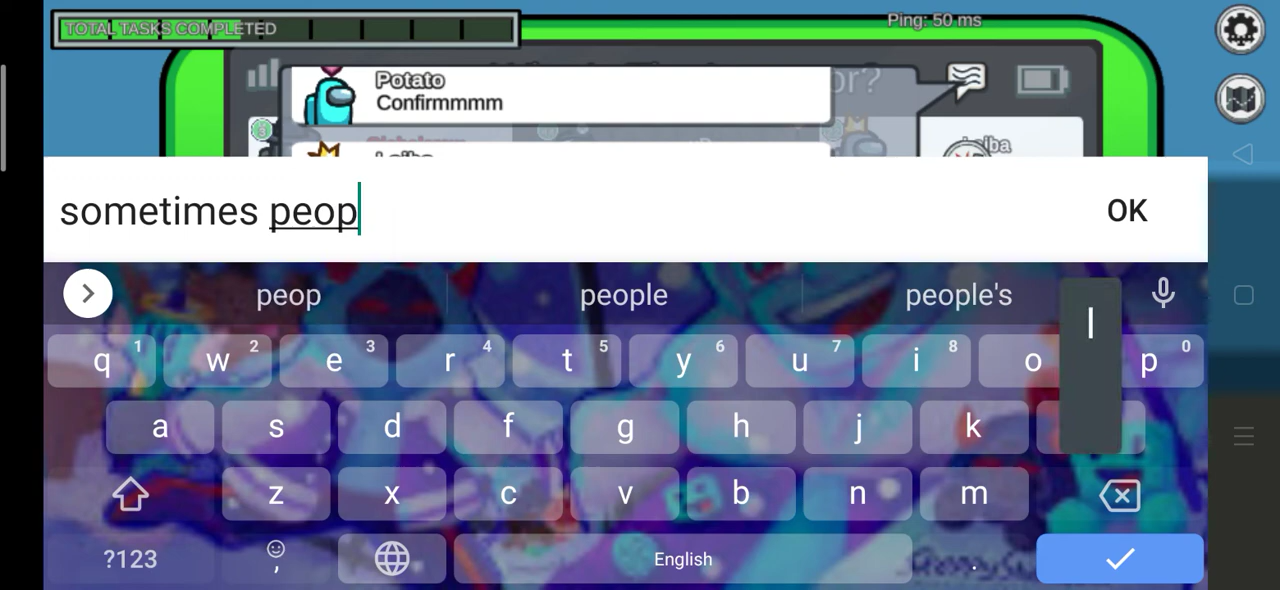 TOTAL TASKS COMPLETED
Ping: 50 ms
or?
Potato
Confirmmmm
sometimes peop
OK
peop people people's
l
q 1 w 2 e 3 r 4 t 5 y 6 u 7 i 8 o p 0
a s d f g h j k
z x c v b n m
?123 , English .